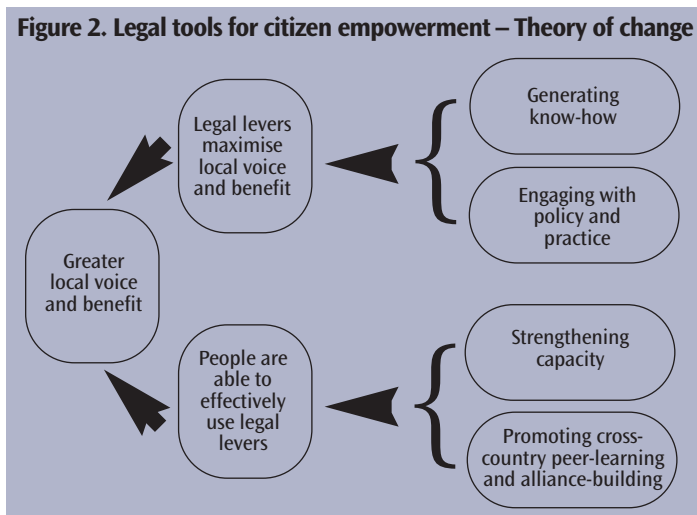 Figure 2. Legal tools for citizen empowerment – Theory of change
Legal levers
maximise
local voice
and benefit
Generating
know-how
Engaging with
policy and
practice
Greater
local voice
and benefit
People are
able to
effectively
use legal
levers
Strengthening
capacity
Promoting cross-
country peer-learning
and alliance-building